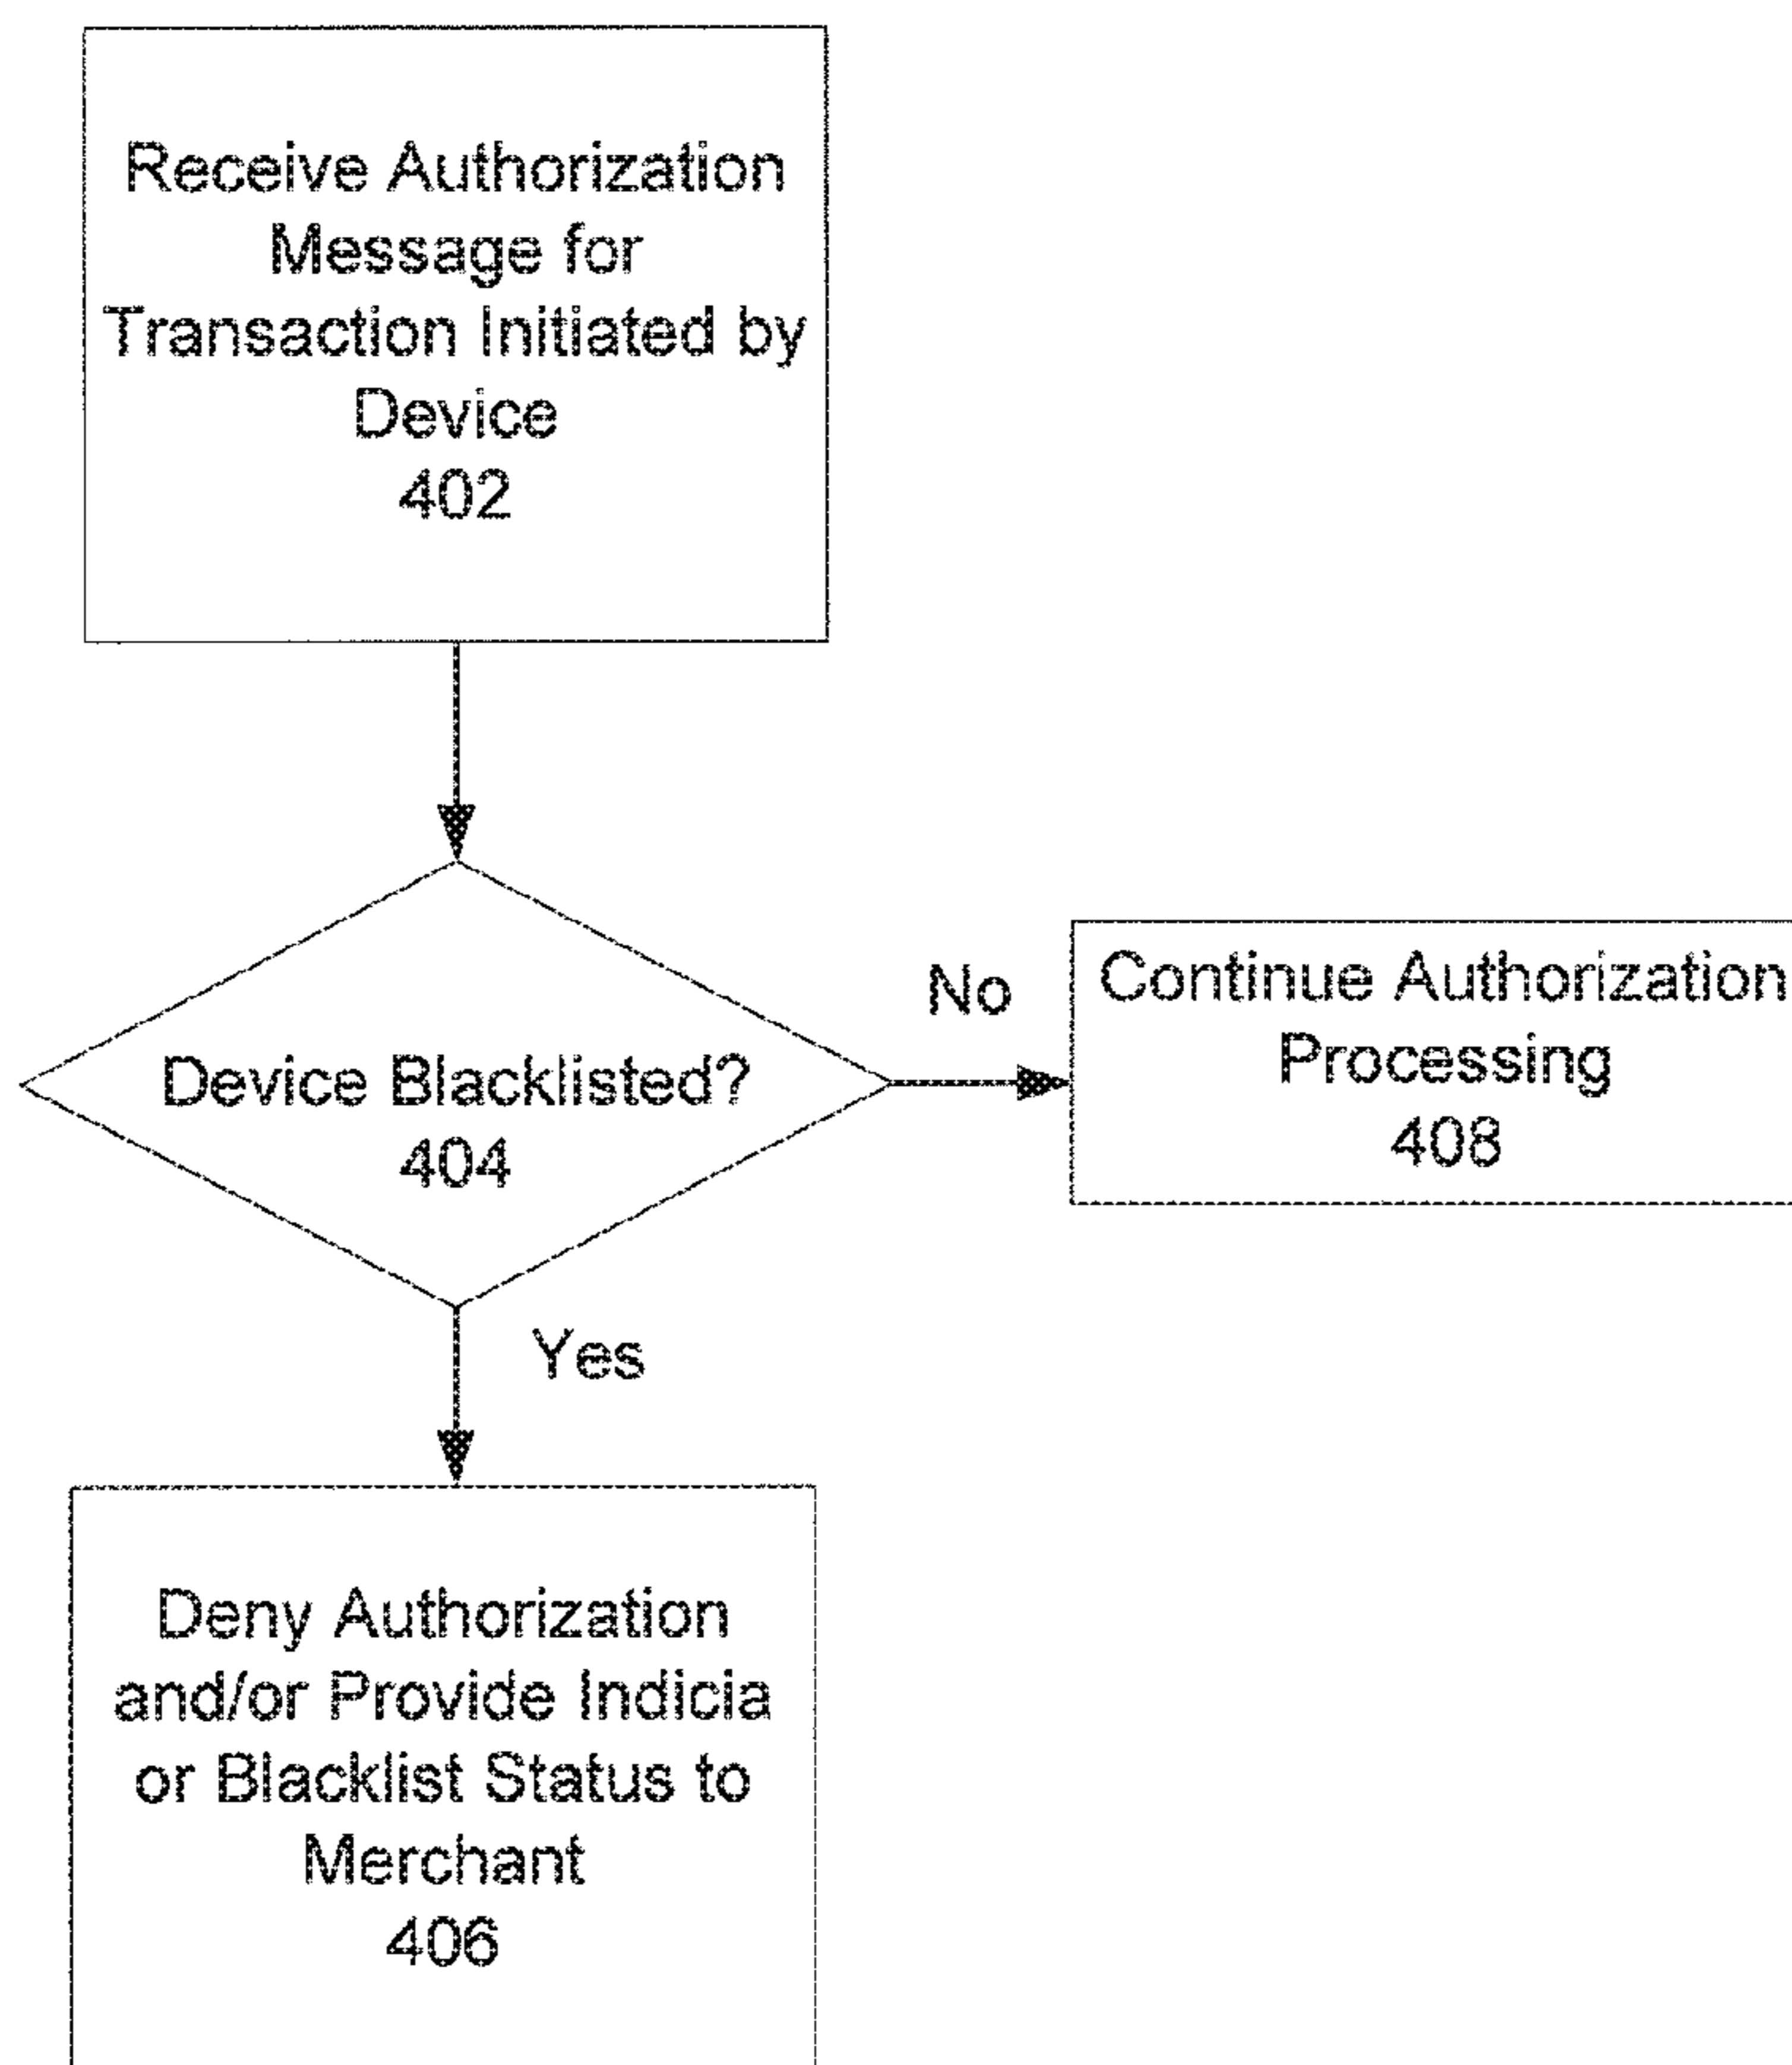 Receive Authorization
Message for
Transaction Initiated by
Device
402
Device Blacklisted?
404
No
Continue Authorization
Processing
408
Yes
Deny Authorization
and/or Provide Indicia
or Blacklist Status to
Merchant
406